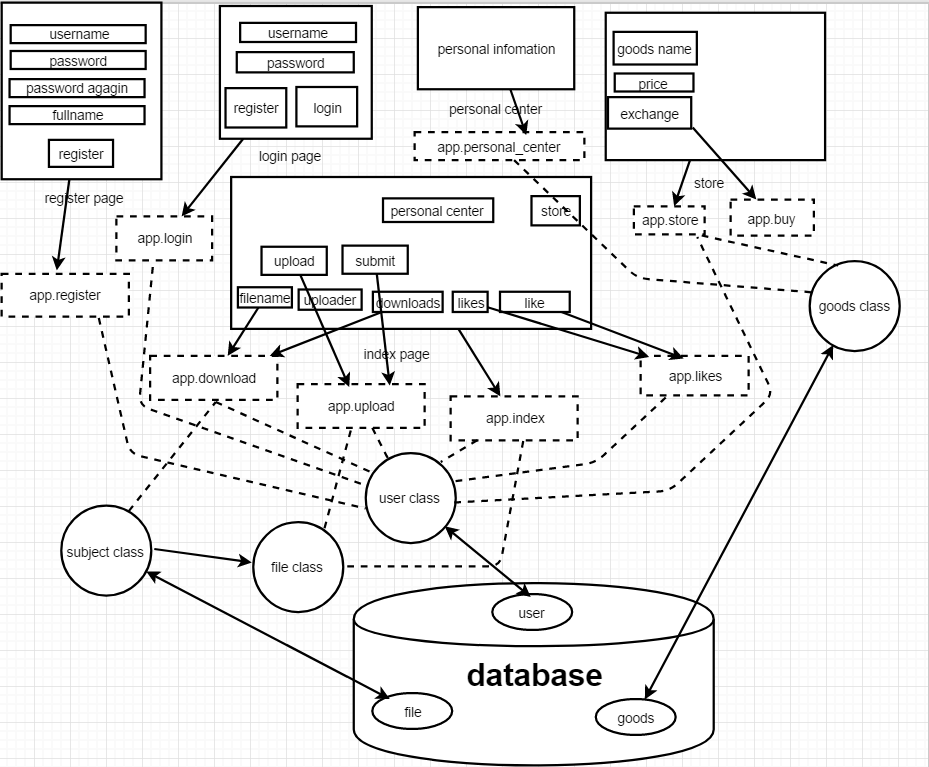 username
password
password agagin
fullname
register
register page
username
password
register
login
login page
personal infomation
personal center
app.personal_center
goods name
price
exchange
store
app.store
app.buy
app.login
app.register
personal center
store
upload
submit
filename
uploader
downloads
likes
like
index page
app.download
app.upload
app.index
app.likes
goods class
user class
subject class
file class
user
database
file
goods